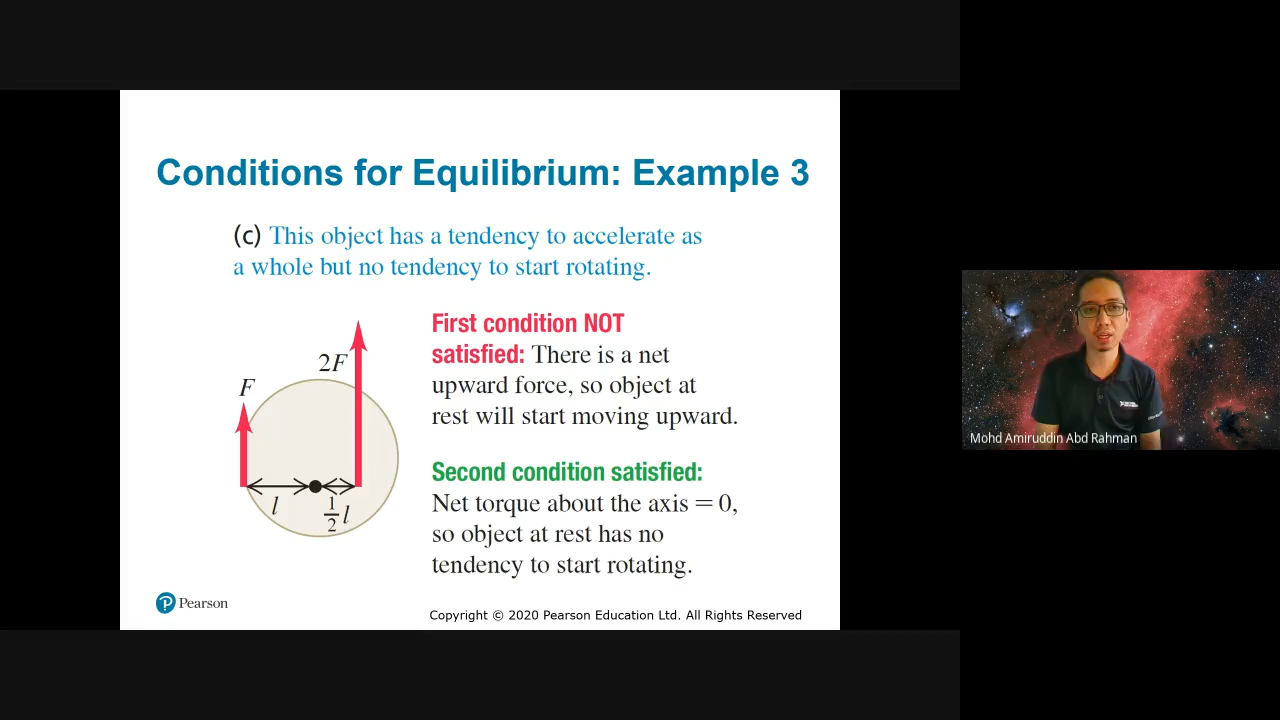 Conditions for Equilibrium: Example 3
(c) This object has a tendency to accelerate as
a whole but no tendency to start rotating.
First condition NOT
satisfied: There is a net
upward force, so object at
rest will start moving upward.
2F
F
l
1/2 l
Second condition satisfied:
Net torque about the axis = 0,
so object at rest has no
tendency to start rotating.
P Pearson
Copyright © 2020 Pearson Education Ltd. All Rights Reserved
Mohd Amiruddin Abd Rahman